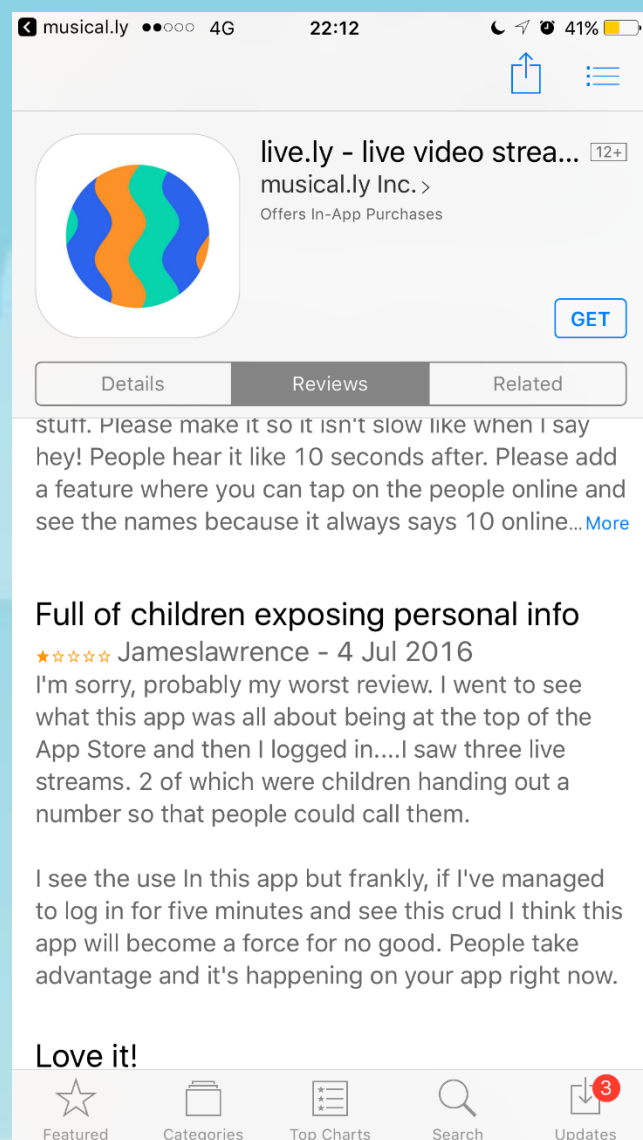 musical.ly 4G 22:12 41%
live.ly - live video strea... 12+
musical.ly Inc. >
Offers In-App Purchases
GET
Details Reviews Related
stuff. Please make it so it isn't slow like when I say
hey! People hear it like 10 seconds after. Please add
a feature where you can tap on the people online and
see the names because it always says 10 online... More
Full of children exposing personal info
Jameslawrence - 4 Jul 2016
I'm sorry, probably my worst review. I went to see
what this app was all about being at the top of the
App Store and then I logged in....I saw three live
streams. 2 of which were children handing out a
number so that people could call them.
I see the use In this app but frankly, if I've managed
to log in for five minutes and see this crud I think this
app will become a force for no good. People take
advantage and it's happening on your app right now.
Love it!
3
Featured Categories Top Charts Search Updates